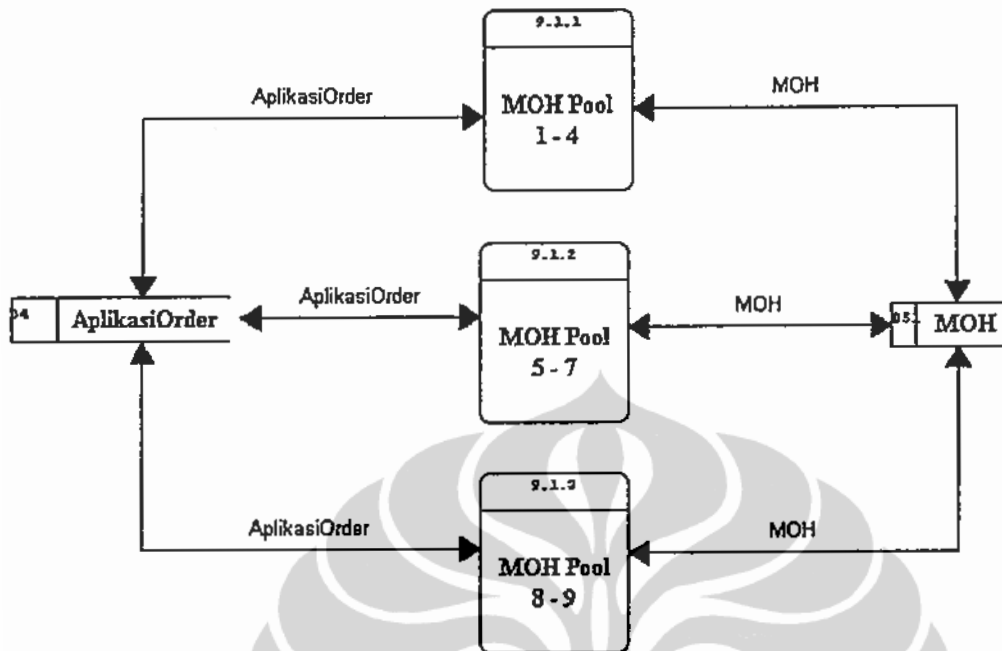 9.1.1
AplikasiOrder
MOH Pool
1 - 4
MOH
9.1.2
AplikasiOrder
MOH Pool
5 - 7
MOH
AplikasiOrder
MOH
9.1.3
AplikasiOrder
MOH Pool
8 - 9
MOH